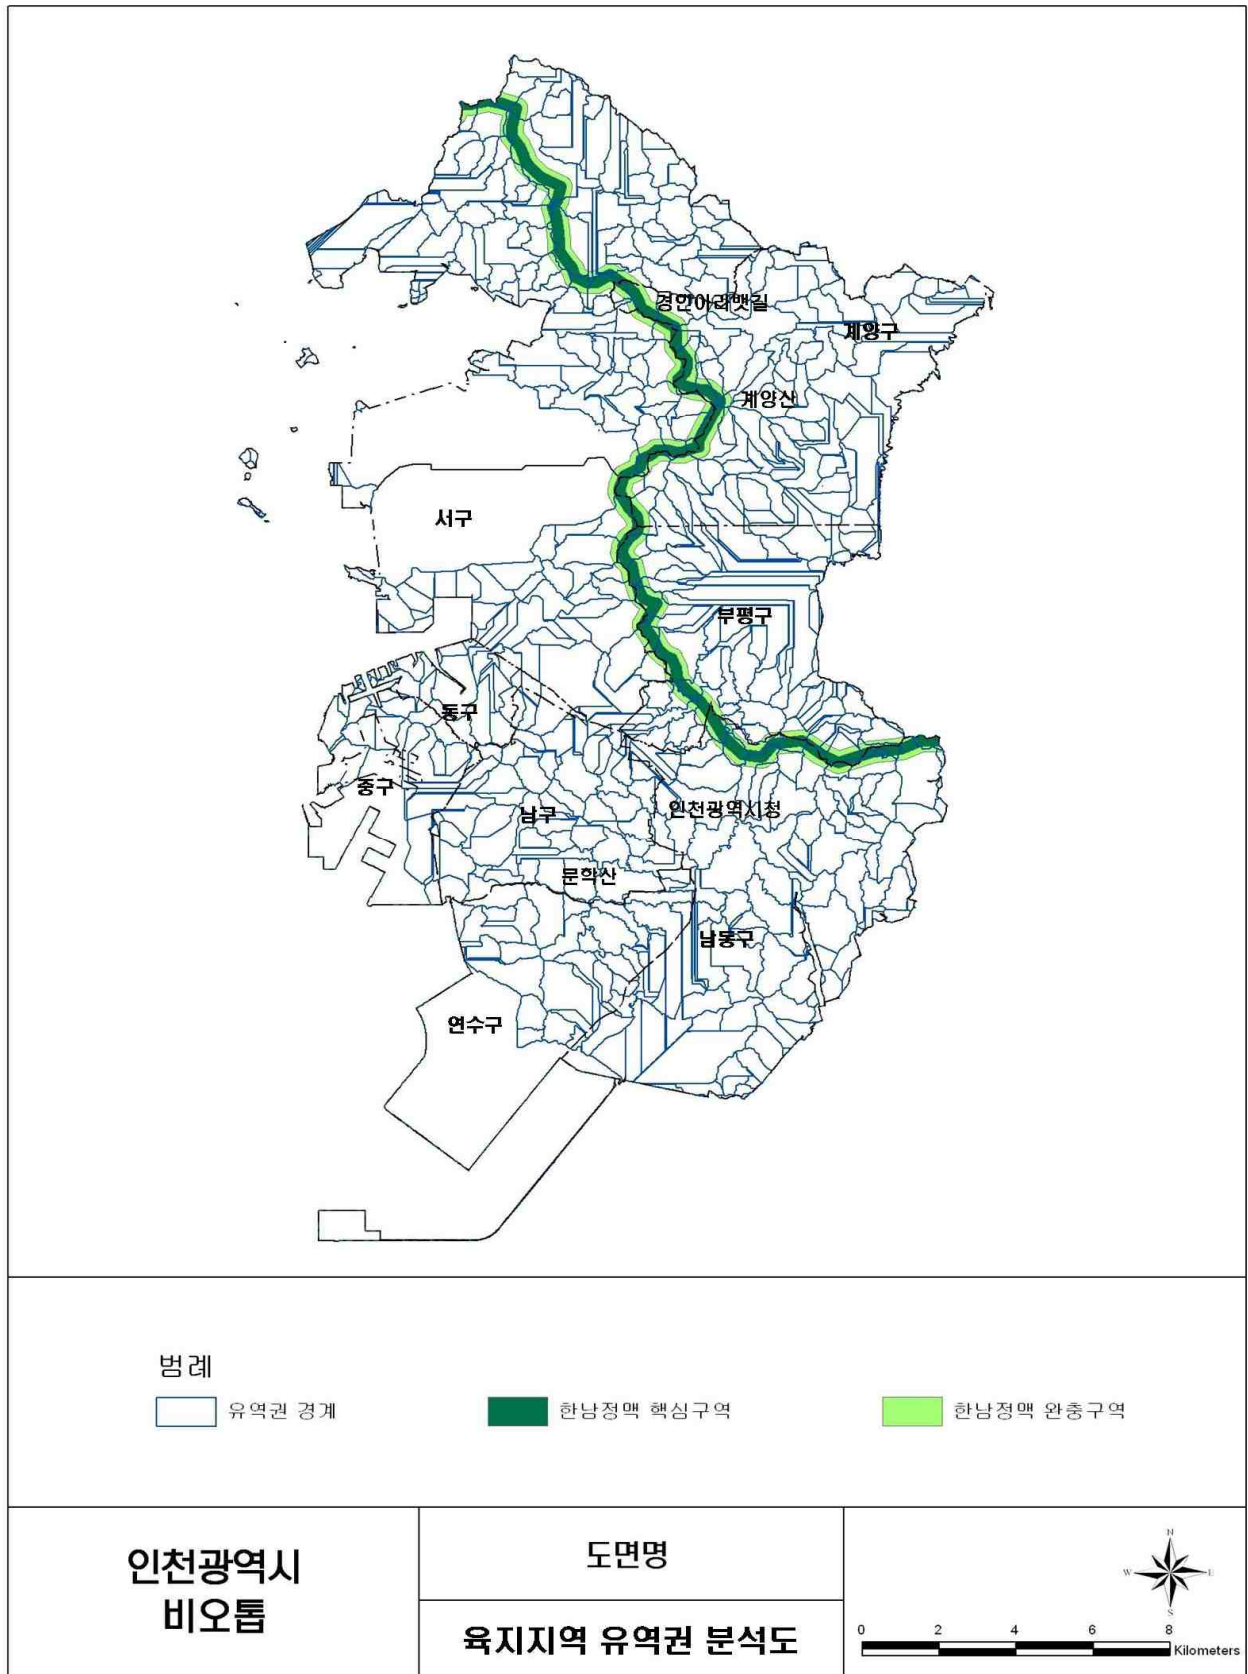 경인아라뱃길
계양구
계양산
서구
부평구
동구
중구
인천광역시청
남구
문학산
남동구
연수구
범례
유역권 경계
한남정맥 핵심구역
한남정맥 완충구역
인천광역시
비오톱
도면명
육지지역 유역권 분석도
N
W E
S
0 2 4 6 8
Kilometers